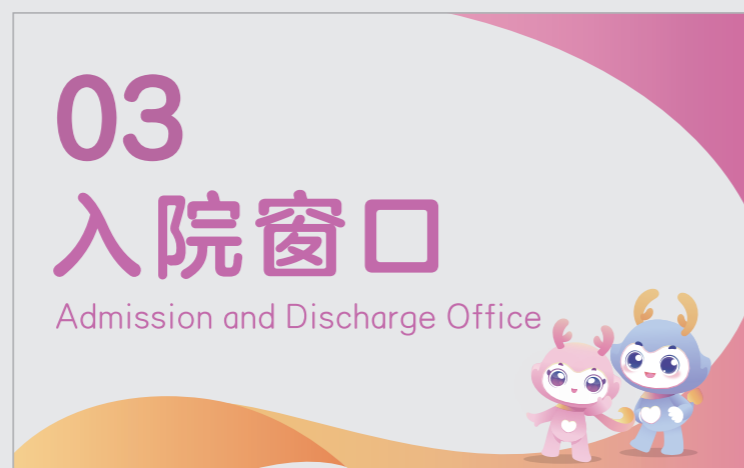 03
入院窗口
Admission and Discharge Office